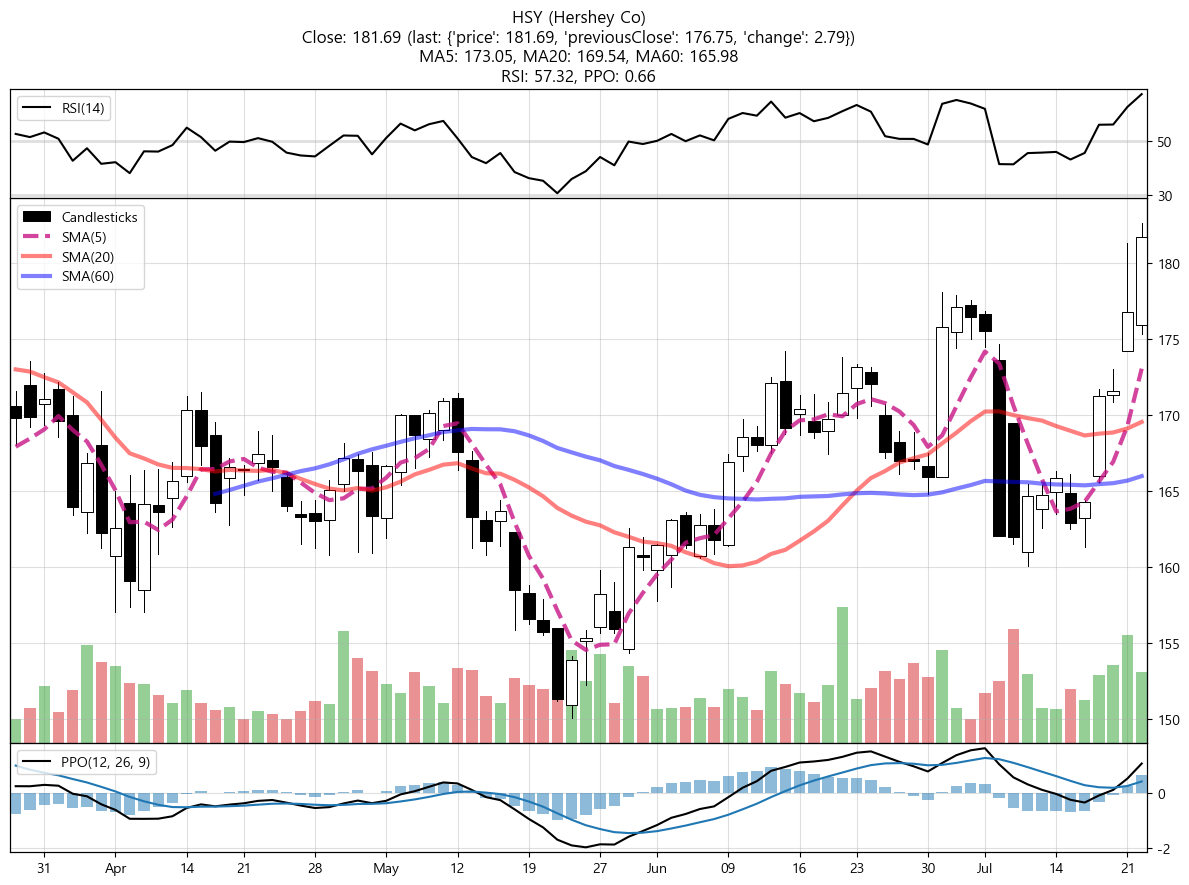 HSY (Hershey Co)
Close: 181.69 (last: {'price': 181.69, 'previousClose': 176.75, 'change': 2.79})
MA5: 173.05, MA20: 169.54, MA60: 165.98
RSI: 57.32, PPO: 0.66
RSI(14)
50
30
Candlesticks
SMA(5)
SMA(20)
SMA(60)
180
175
170
165
160
155
150
PPO(12, 26, 9)
0
-2
31 Apr 14 21 28 May 12 19 27 Jun 09 16 23 30 Jul 14 21